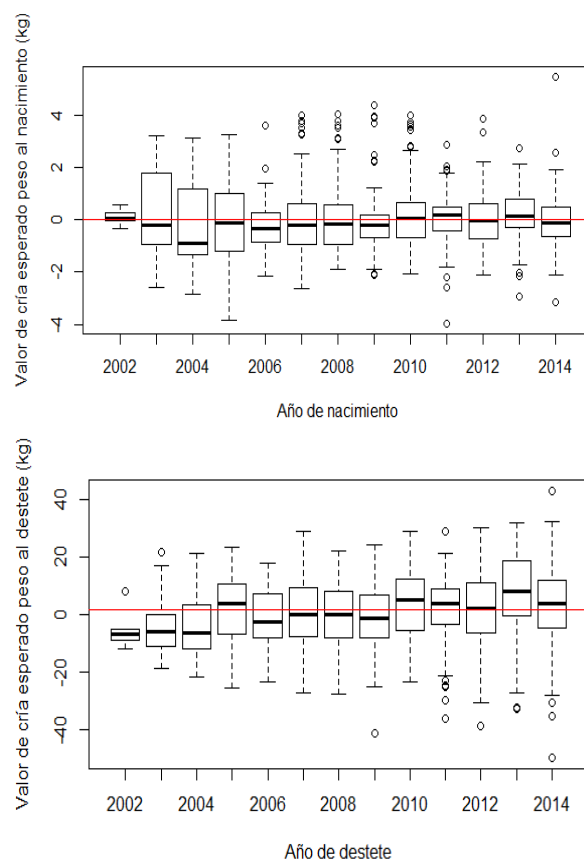 Valor de cría esperado peso al nacimiento (kg)
4
2
0
-2
-4
2002 2004 2006 2008 2010 2012 2014
Año de nacimiento
Valor de cría esperado peso al destete (kg)
40
20
0
-20
-40
2002 2004 2006 2008 2010 2012 2014
Año de destete